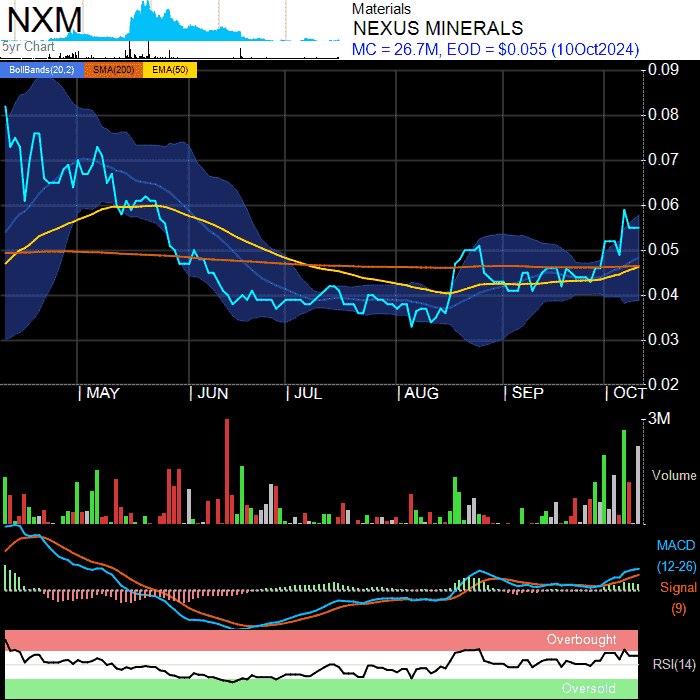 NXM
5yr Chart
Materials
NEXUS MINERALS
MC = 26.7M, EOD = $0.055 (10Oct2024)
BollBands(20,2) SMA(200) EMA(50)
0.09
0.08
0.07
0.06
0.05
0.04
0.03
0.02
MAY JUN JUL AUG SEP OCT
3M
Volume
MACD
(12-26)
Signal
(9)
Overbought
RSI(14)
Oversold